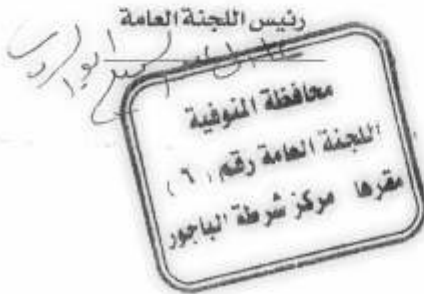 رئيس اللجنة العامة
محافظة المنوفية
اللجنة العامة رقم ( ٦ )
مقرها مركز شرطة الباجور